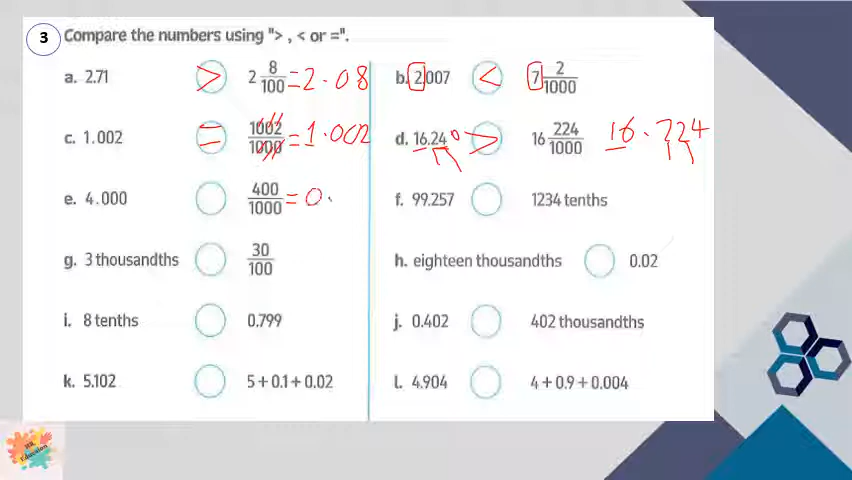 3 Compare the numbers using "> , < or =".
a. 2.71 > 2 8/100 = 2.08
b. 2.007 < 7 2/1000
c. 1.002 = 1002/1000 = 1.002
d. 16.240 > 16 224/1000 16.224
e. 4.000 400/1000 = 0.
f. 99.257 1234 tenths
g. 3 thousandths 30/100
h. eighteen thousandths 0.02
i. 8 tenths 0.799
j. 0.402 402 thousandths
k. 5.102 5 + 0.1 + 0.02
l. 4.904 4 + 0.9 + 0.004
Education